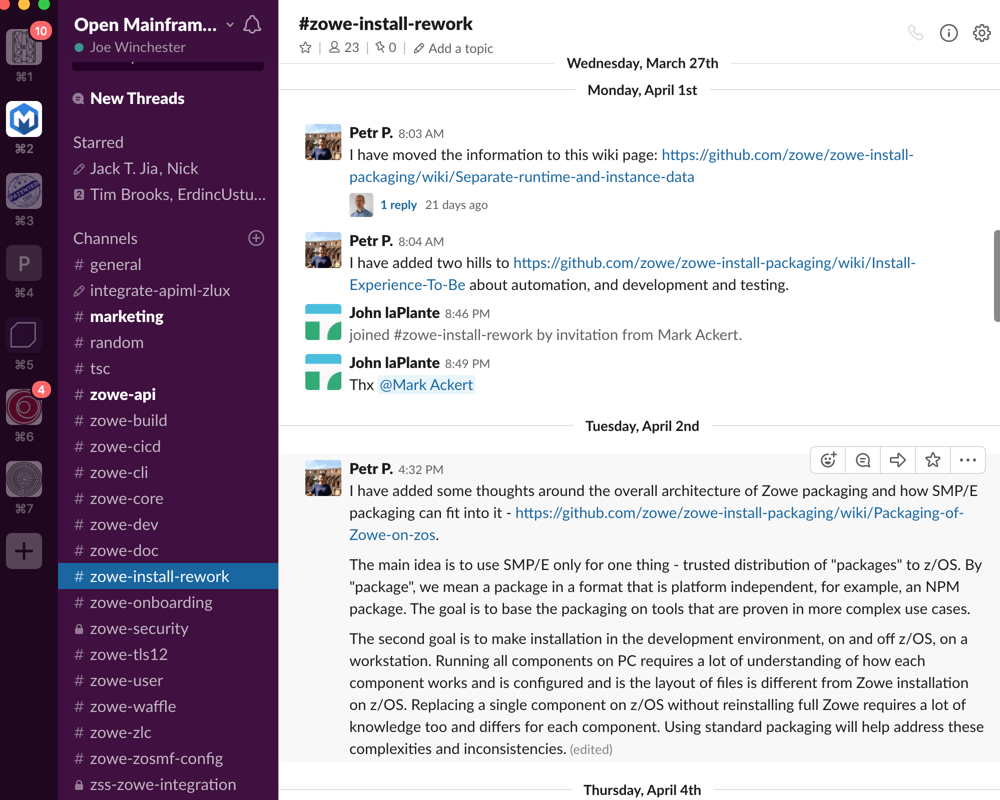 10
⌘1
⌘2
PATENTED
⌘3
P
⌘4
⌘5
4
⌘6
⌘7
Open Mainfram...
Joe Winchester
New Threads
Starred
Jack T. Jia, Nick
2 Tim Brooks, ErdincUstu...
Channels
# general
integrate-apiml-zlux
# marketing
# random
# tsc
# zowe-api
# zowe-build
# zowe-cicd
# zowe-cli
# zowe-core
# zowe-dev
# zowe-doc
# zowe-install-rework
# zowe-onboarding
zowe-security
# zowe-tls12
# zowe-user
# zowe-waffle
# zowe-zlc
# zowe-zosmf-config
zss-zowe-integration
#zowe-install-rework
23 | 0 | Add a topic
Wednesday, March 27th
Monday, April 1st
Petr P. 8:03 AM
I have moved the information to this wiki page: https://github.com/zowe/zowe-install-
packaging/wiki/Separate-runtime-and-instance-data
1 reply 21 days ago
Petr P. 8:04 AM
I have added two hills to https://github.com/zowe/zowe-install-packaging/wiki/Install-
Experience-To-Be about automation, and development and testing.
John laPlante 8:46 PM
joined #zowe-install-rework by invitation from Mark Ackert.
John laPlante 8:49 PM
Thx @Mark Ackert
Tuesday, April 2nd
Petr P. 4:32 PM
I have added some thoughts around the overall architecture of Zowe packaging and how SMP/E
packaging can fit into it - https://github.com/zowe/zowe-install-packaging/wiki/Packaging-of-
Zowe-on-zos.
The main idea is to use SMP/E only for one thing - trusted distribution of "packages" to z/OS. By
"package", we mean a package in a format that is platform independent, for example, an NPM
package. The goal is to base the packaging on tools that are proven in more complex use cases.
The second goal is to make installation in the development environment, on and off z/OS, on a
workstation. Running all components on PC requires a lot of understanding of how each
component works and is configured and is the layout of files is different from Zowe installation
on z/OS. Replacing a single component on z/OS without reinstalling full Zowe requires a lot of
knowledge too and differs for each component. Using standard packaging will help address these
complexities and inconsistencies. (edited)
Thursday, April 4th